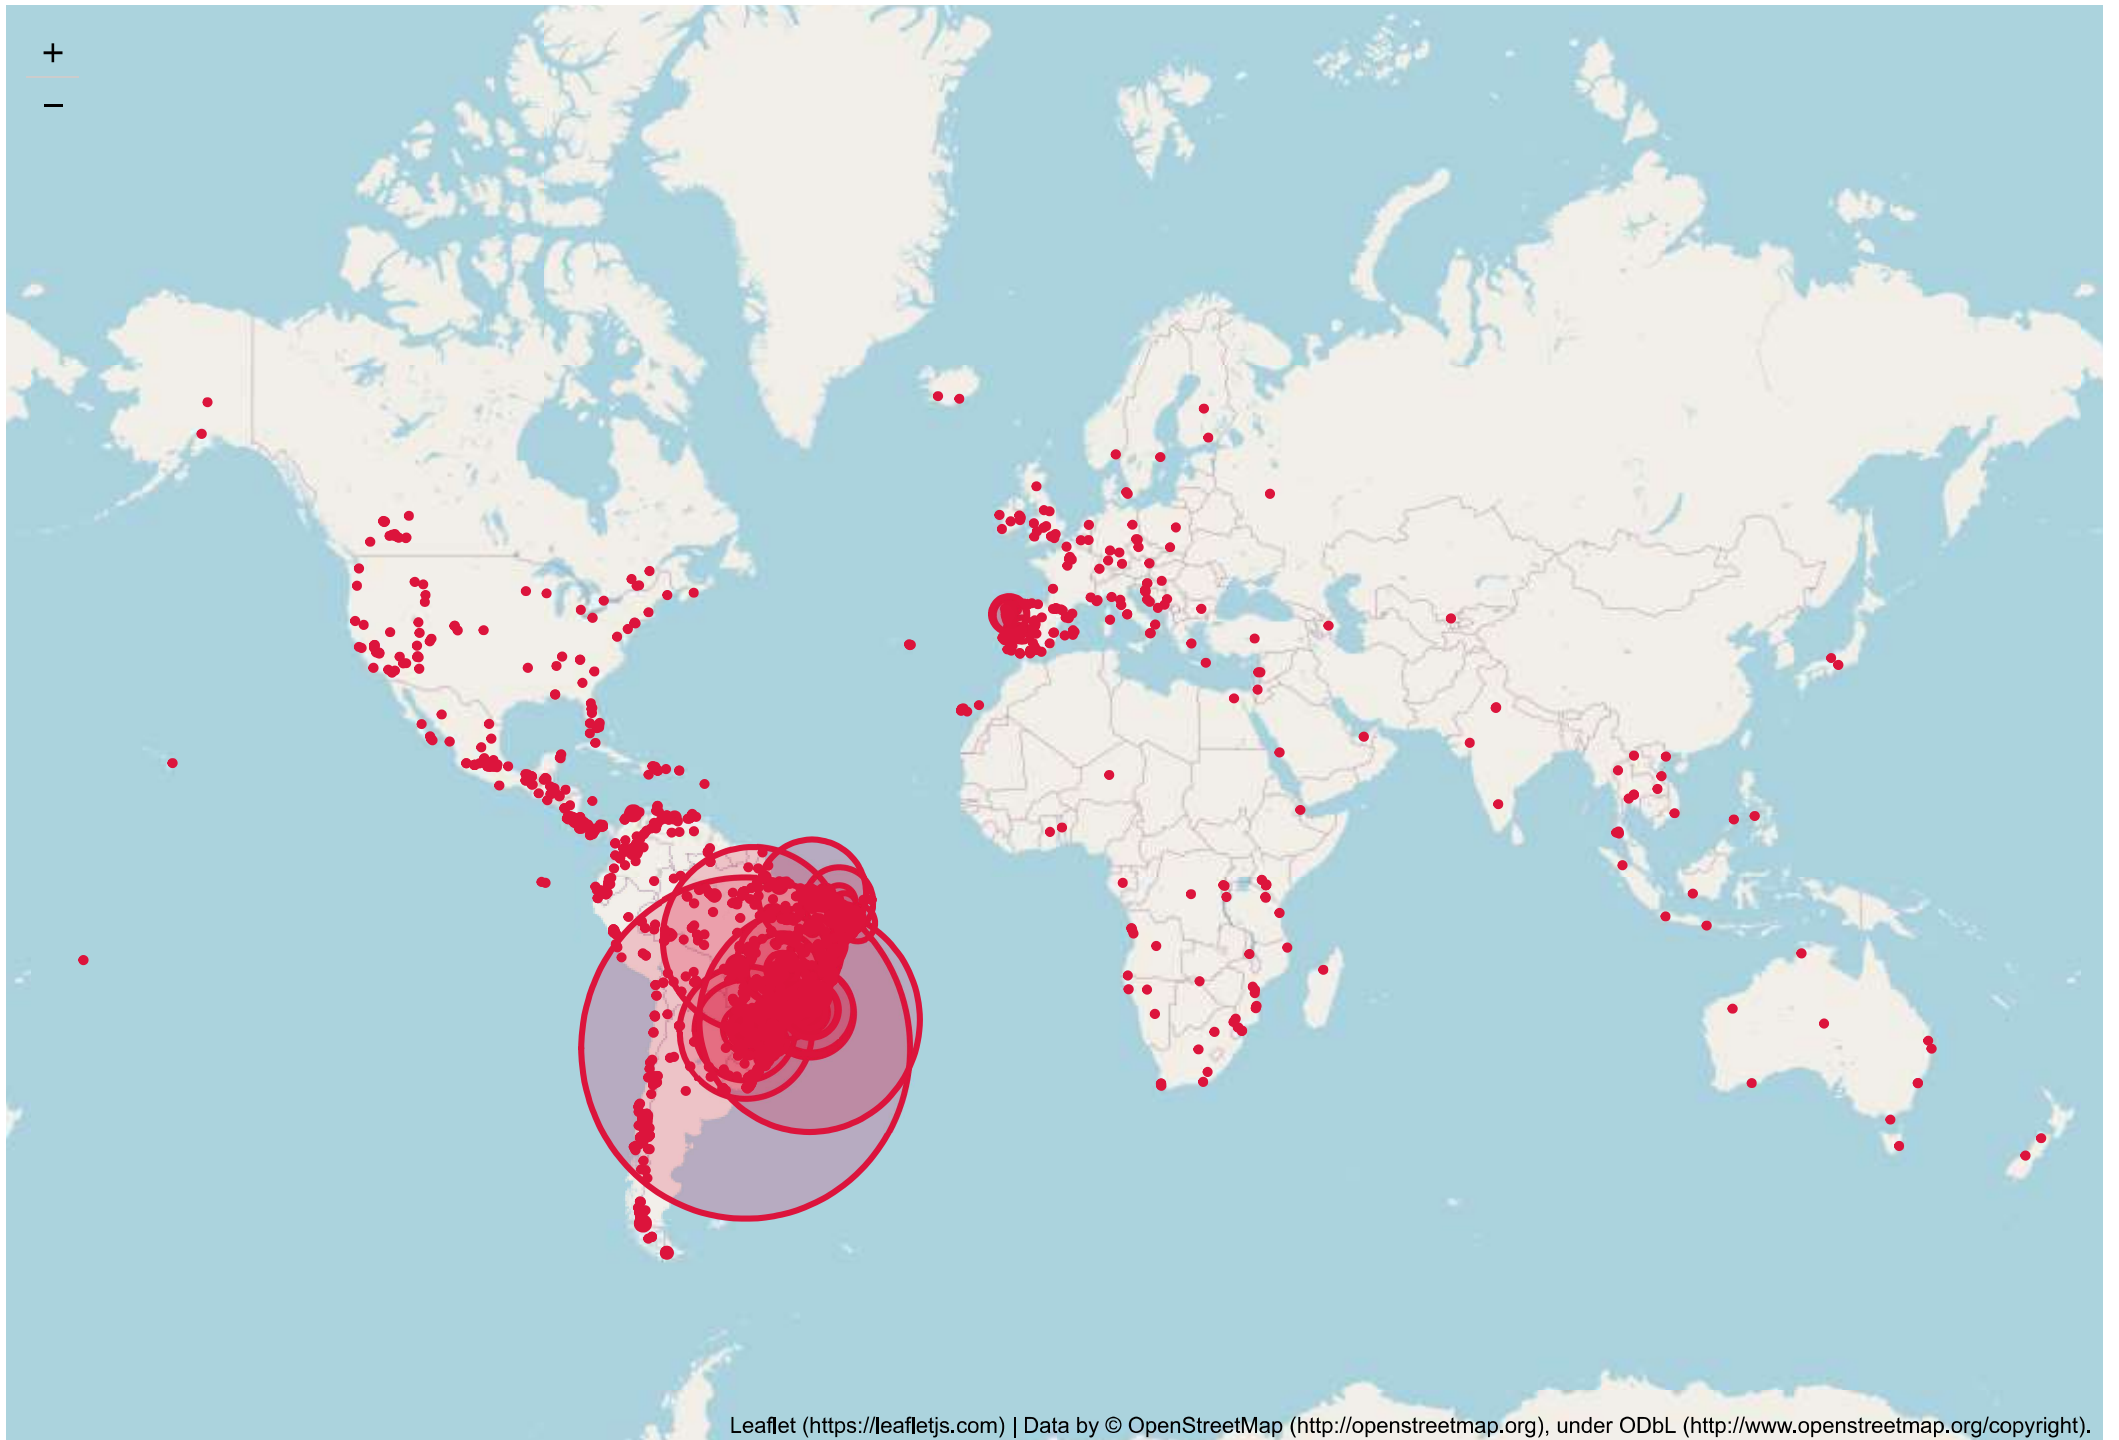 +
−
Leaflet (https://leafletjs.com) | Data by © OpenStreetMap (http://openstreetmap.org), under ODbL (http://www.openstreetmap.org/copyright).